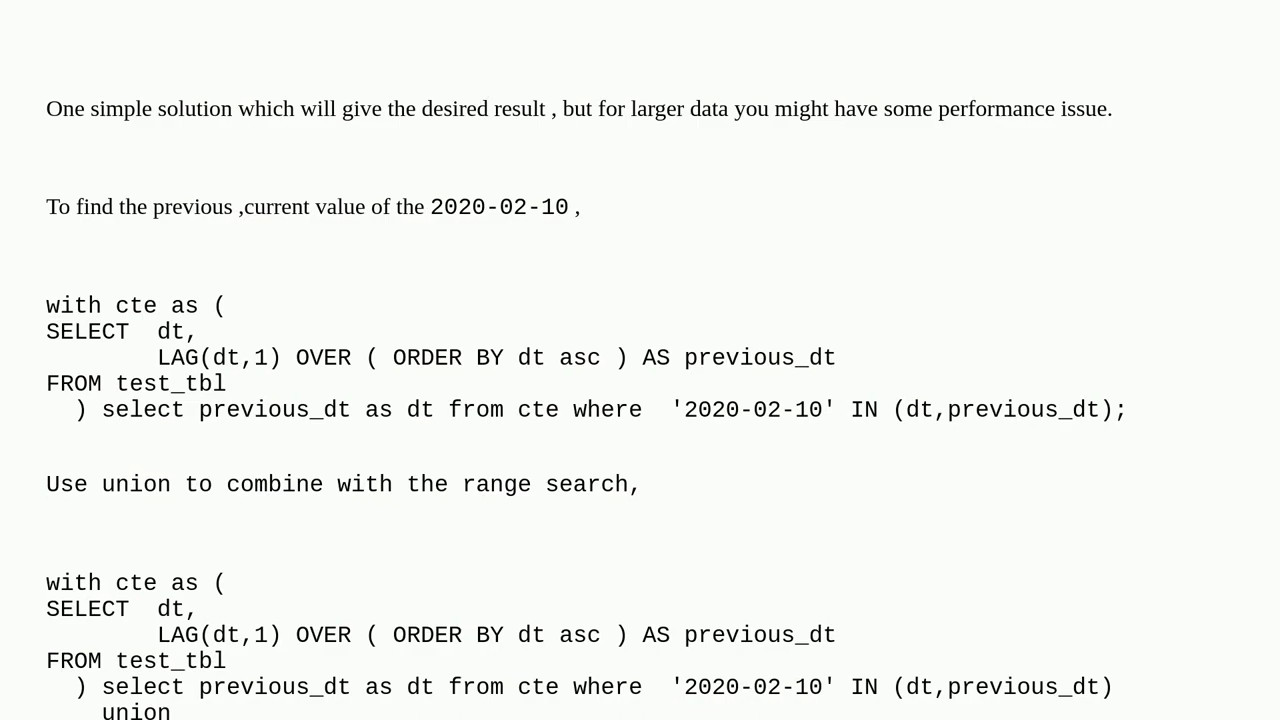 One simple solution which will give the desired result , but for larger data you might have some performance issue.
To find the previous ,current value of the 2020-02-10 ,
with cte as (
SELECT  dt,
        LAG(dt,1) OVER ( ORDER BY dt asc ) AS previous_dt
FROM test_tbl
  ) select previous_dt as dt from cte where  '2020-02-10' IN (dt,previous_dt);
Use union to combine with the range search,
with cte as (
SELECT  dt,
        LAG(dt,1) OVER ( ORDER BY dt asc ) AS previous_dt
FROM test_tbl
  ) select previous_dt as dt from cte where  '2020-02-10' IN (dt,previous_dt)
    union